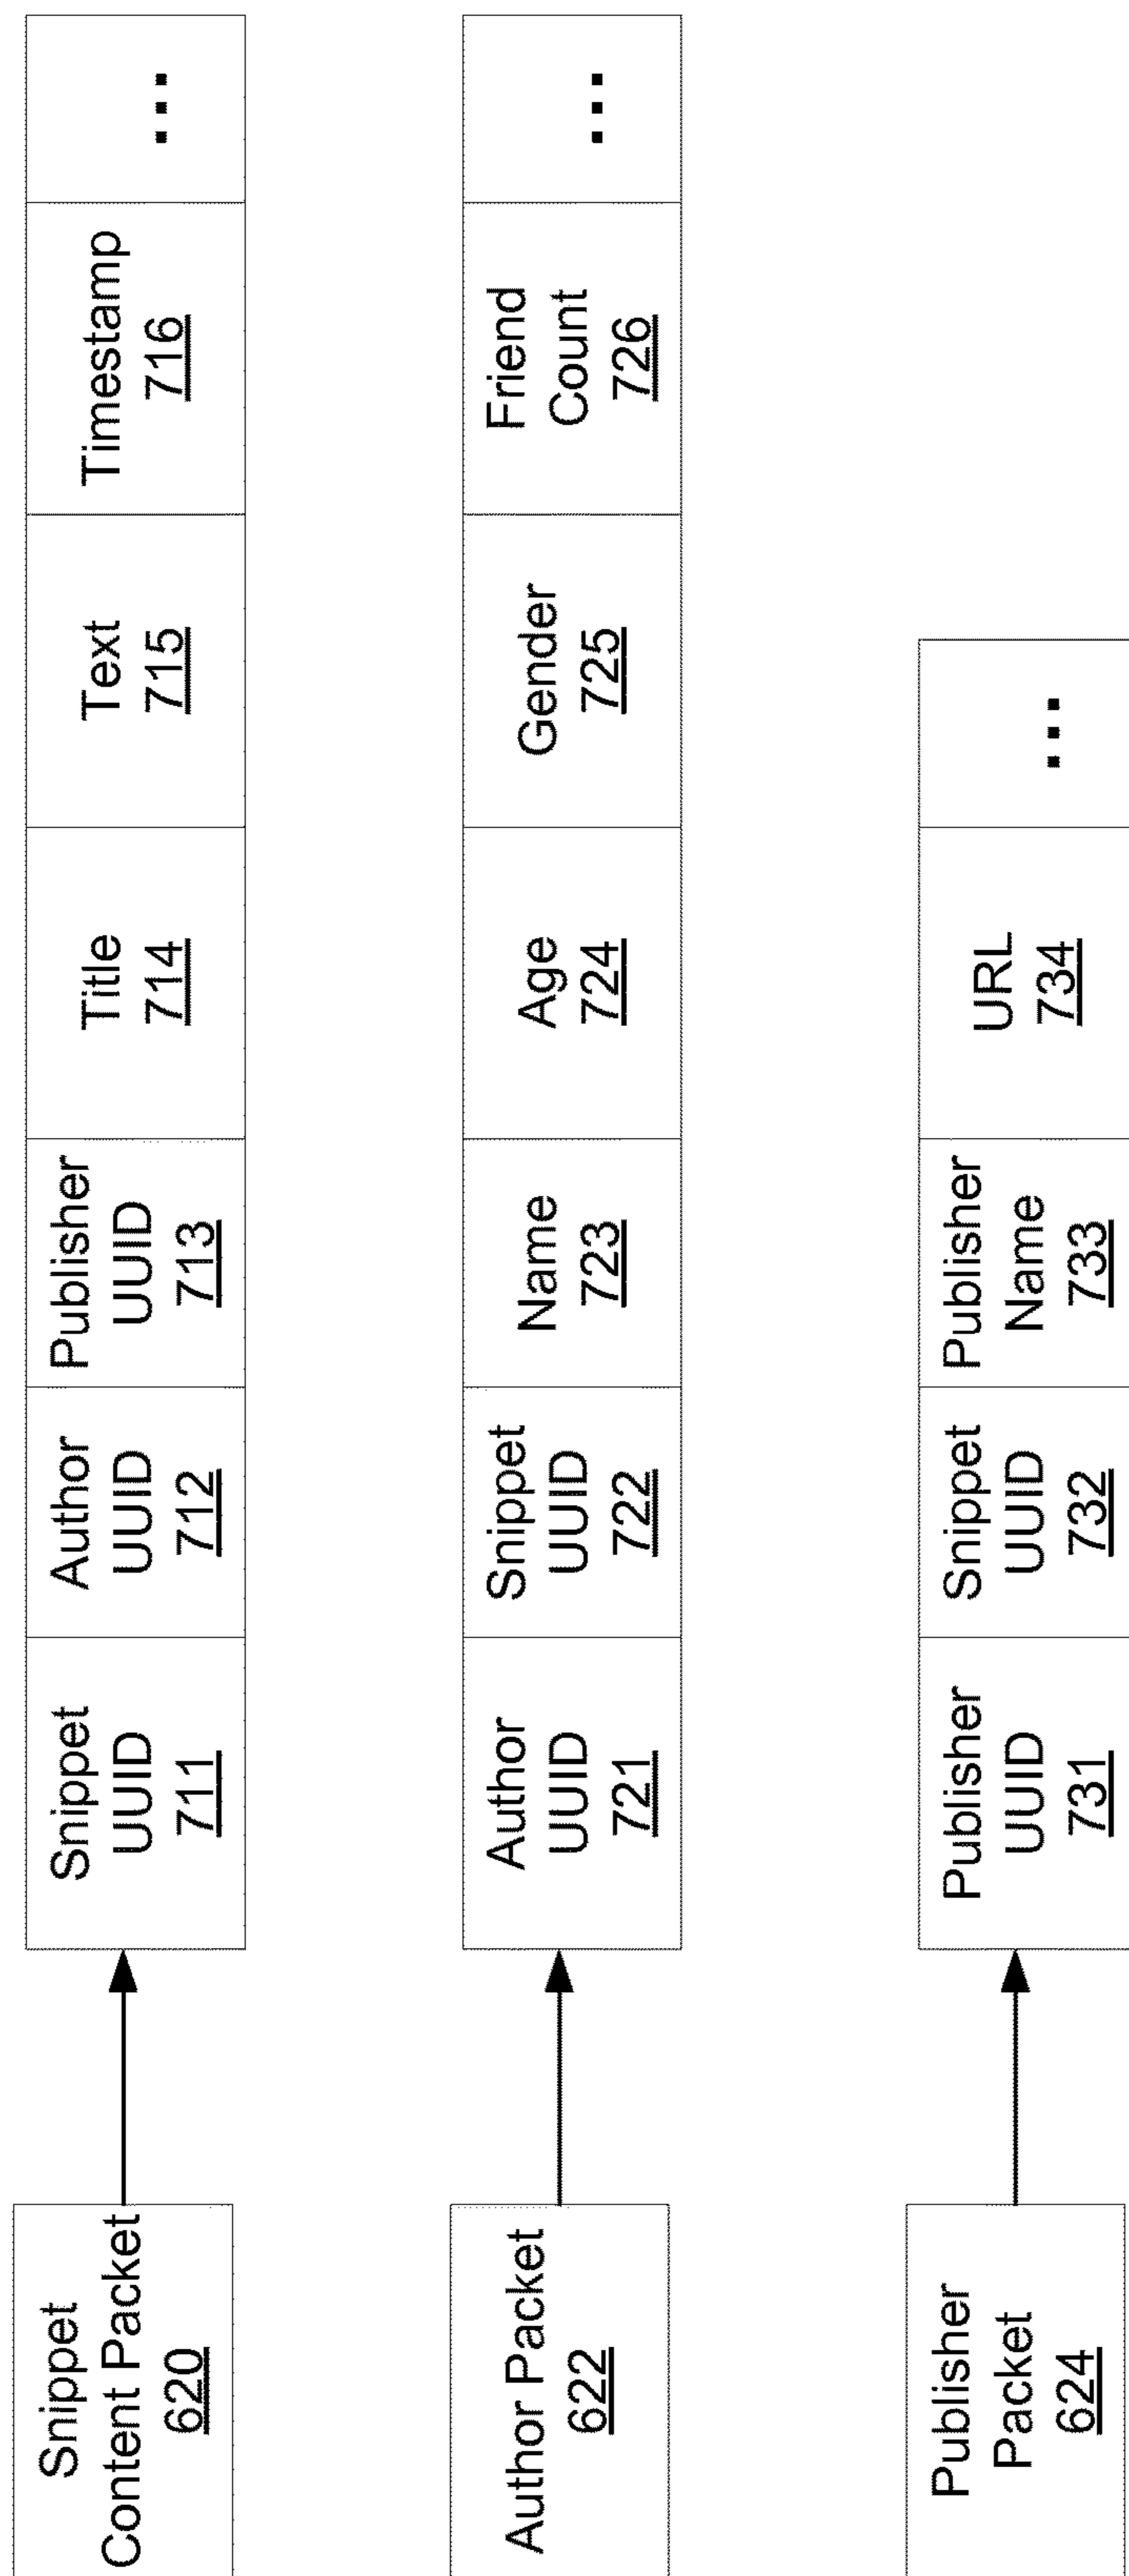 Snippet
Content Packet
620
Snippet
UUID
711
Author
UUID
712
Publisher
UUID
713
Title
714
Text
715
Timestamp
716
...
Author Packet
622
Author
UUID
721
Snippet
UUID
722
Name
723
Age
724
Gender
725
Friend
Count
726
...
Publisher
Packet
624
Publisher
UUID
731
Snippet
UUID
732
Publisher
Name
733
URL
734
...